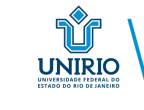 UNIRIO
UNIVERSIDADE FEDERAL DO
ESTADO DO RIO DE JANEIRO